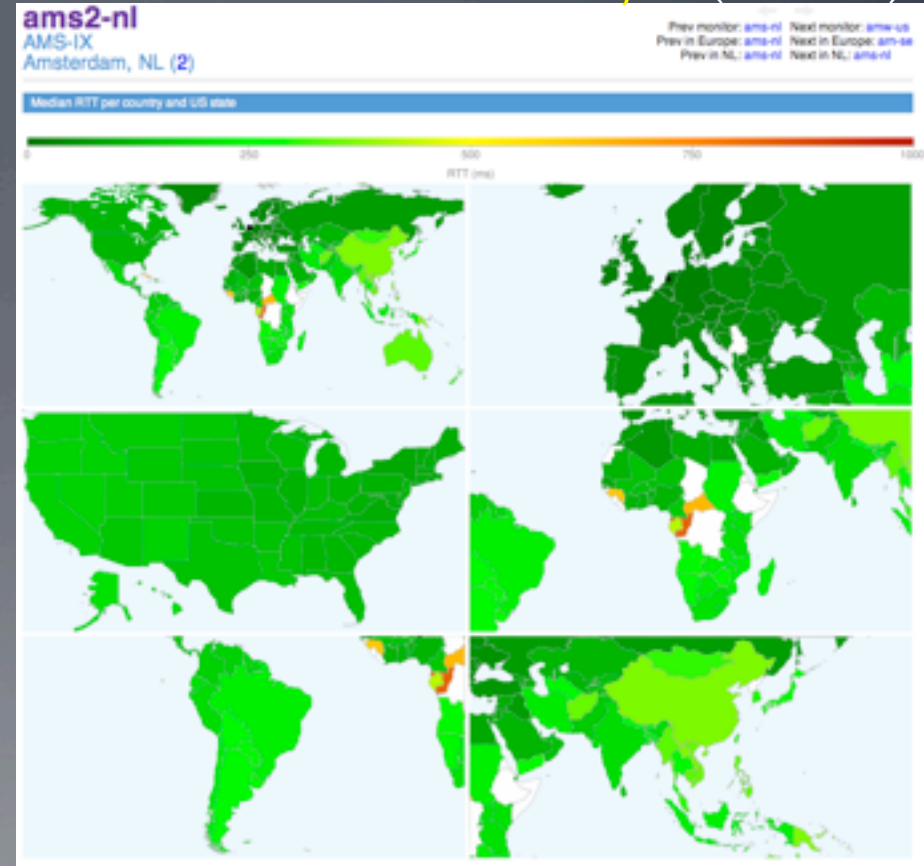 ams2-nl
AMS-IX
Amsterdam, NL (2)
Prev monitor: ams-nl Next monitor: amw-us
Prev in Europe: ams-nl Next in Europe: arn-se
Prev in NL: ams-nl Next in NL: ams-nl
Median RTT per country and US state
0 250 500 750 1000
RTT (ms)